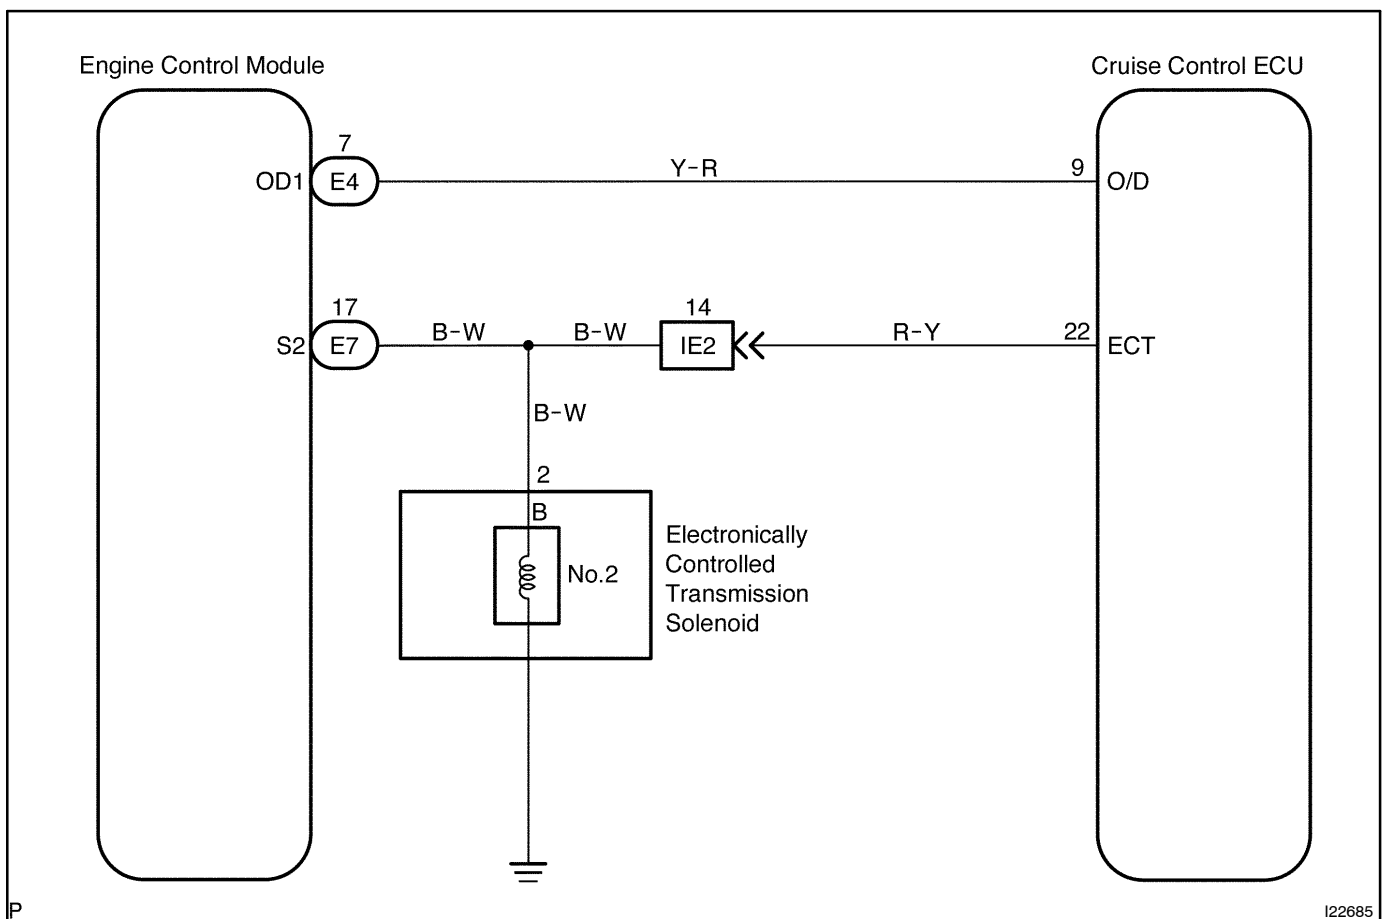 Engine Control Module
Cruise Control ECU
7
OD1
E4
Y-R
9
O/D
17
S2
E7
B-W
B-W
14
IE2
R-Y
22
ECT
B-W
2
B
No.2
Electronically
Controlled
Transmission
Solenoid
P
I22685